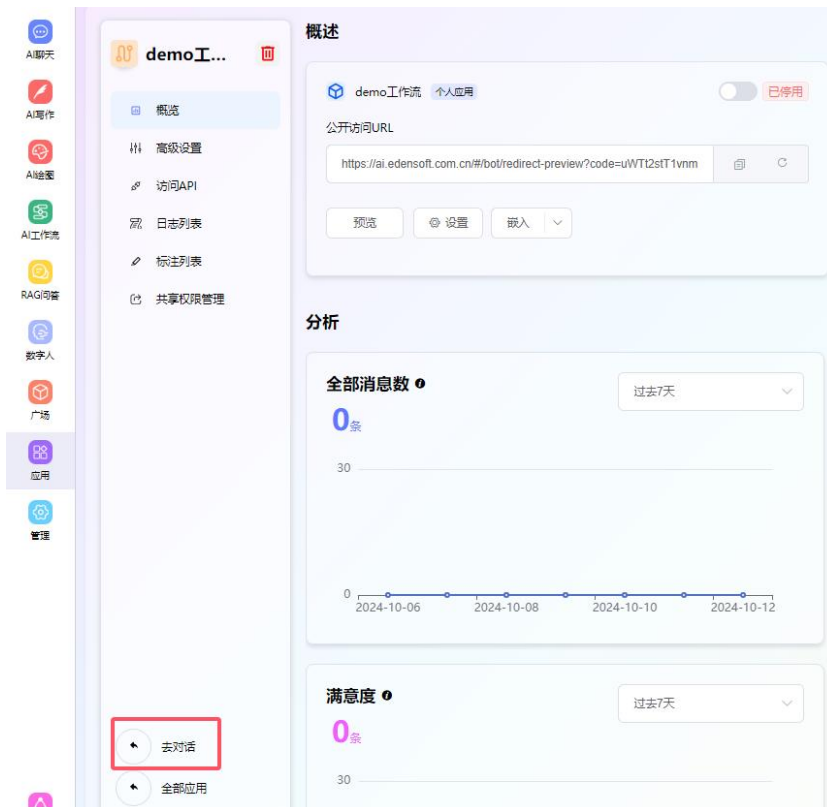 AI聊天
AI写作
AI绘图
AI工作流
RAG问答
数字人
广场
应用
管理
demo工...
概览
高级设置
访问API
日志列表
标注列表
共享权限管理
去对话
全部应用
概述
demo工作流 个人应用 已停用
公开访问URL
https://ai.edensoft.com.cn/#/bot/redirect-preview?code=uWTt2stT1vnm
预览 设置 嵌入
分析
全部消息数 过去7天
0条
30
0
2024-10-06 2024-10-08 2024-10-10 2024-10-12
满意度 过去7天
0条
30